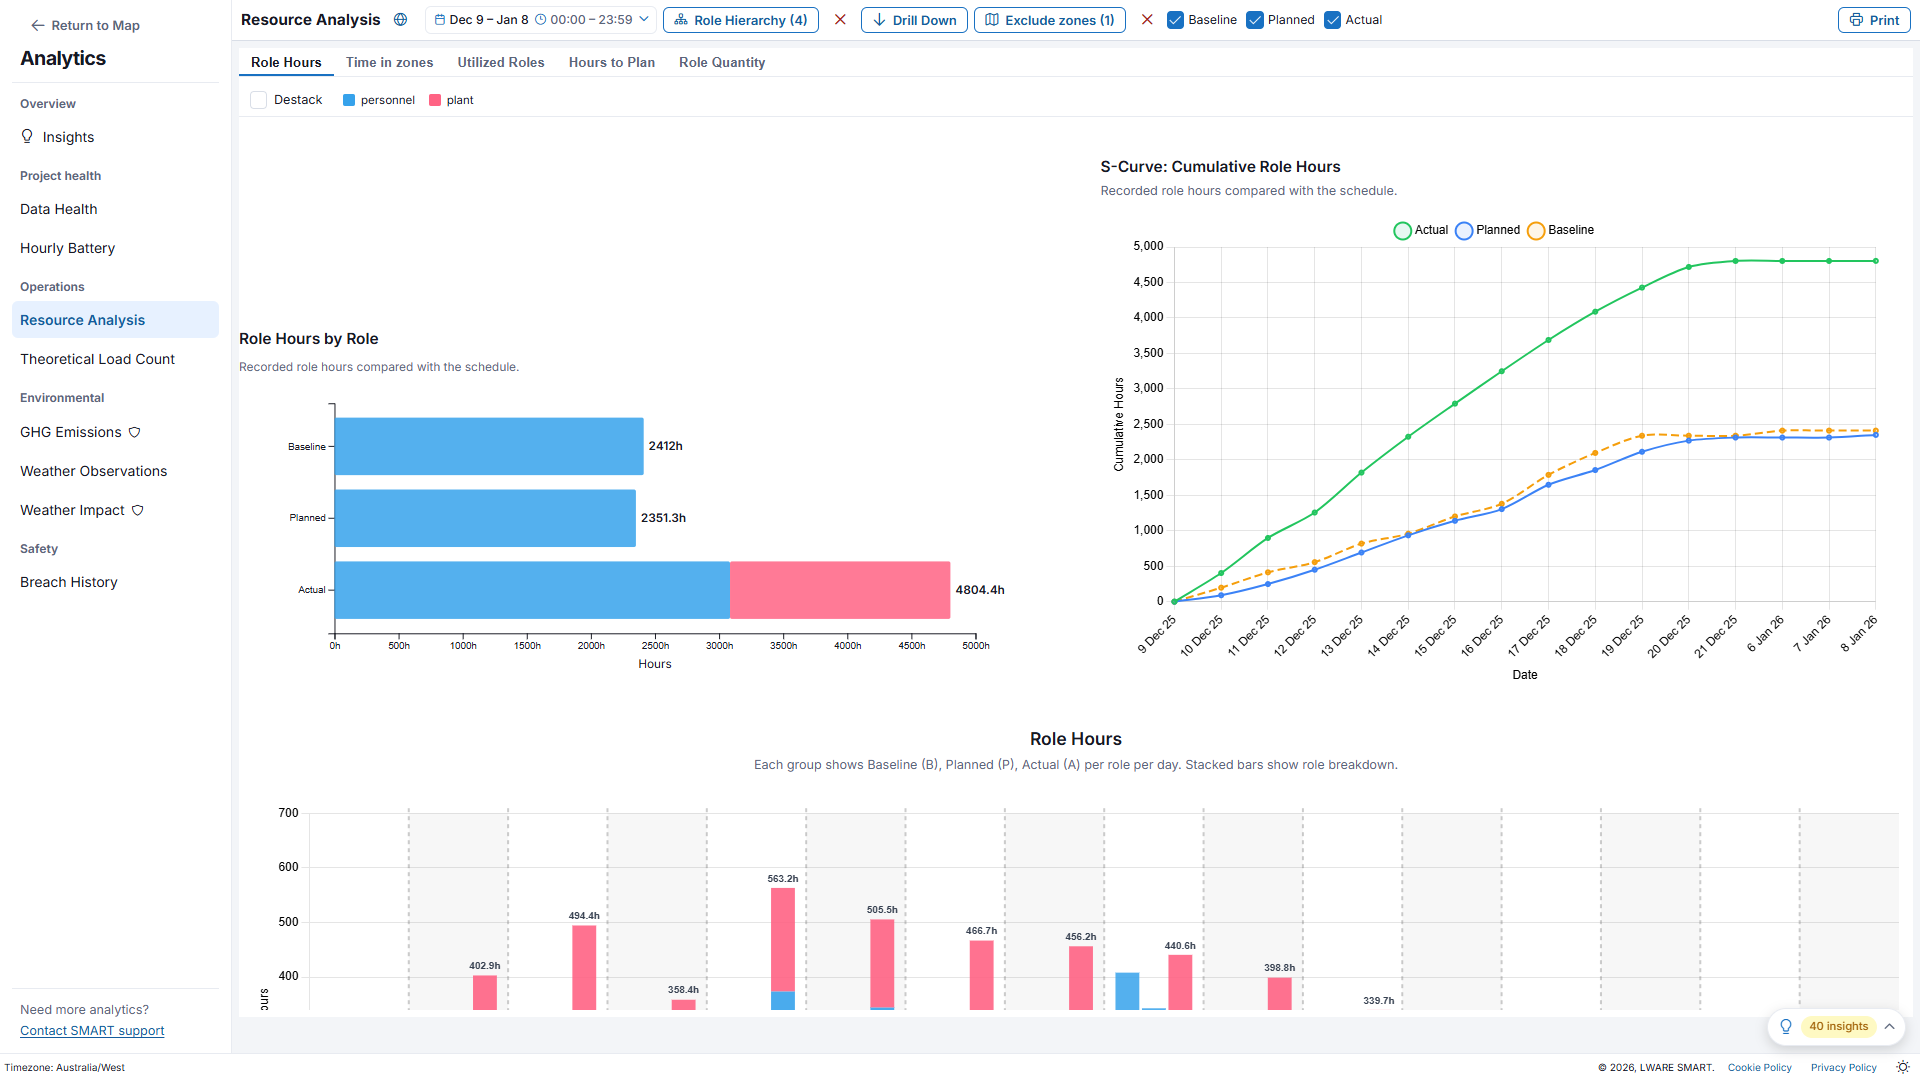 Return to Map
Analytics
Overview
Insights
Project health
Data Health
Hourly Battery
Operations
Resource Analysis
Theoretical Load Count
Environmental
GHG Emissions
Weather Observations
Weather Impact
Safety
Breach History
Need more analytics?
Contact SMART support
Resource Analysis
Dec 9 – Jan 8 00:00 – 23:59
Role Hierarchy (4)
Drill Down
Exclude zones (1)
Baseline Planned Actual
Print
Role Hours Time in zones Utilized Roles Hours to Plan Role Quantity
Destack personnel plant
Role Hours by Role
Recorded role hours compared with the schedule.
Baseline 2412h
Planned 2351.3h
Actual 4804.4h
0h 500h 1000h 1500h 2000h 2500h 3000h 3500h 4000h 4500h 5000h
Hours
S-Curve: Cumulative Role Hours
Recorded role hours compared with the schedule.
Actual Planned Baseline
5,000
4,500
4,000
3,500
3,000
2,500
2,000
1,500
1,000
500
0
Cumulative Hours
9 Dec 25 10 Dec 25 11 Dec 25 12 Dec 25 13 Dec 25 14 Dec 25 15 Dec 25 16 Dec 25 17 Dec 25 18 Dec 25 19 Dec 25 20 Dec 25 21 Dec 25 6 Jan 26 7 Jan 26 8 Jan 26
Date
Role Hours
Each group shows Baseline (B), Planned (P), Actual (A) per role per day. Stacked bars show role breakdown.
700
600
500
400
402.9h
494.4h
358.4h
563.2h
505.5h
466.7h
456.2h
440.6h
398.8h
339.7h
40 insights
Timezone: Australia/West
© 2026, LWARE SMART. Cookie Policy Privacy Policy